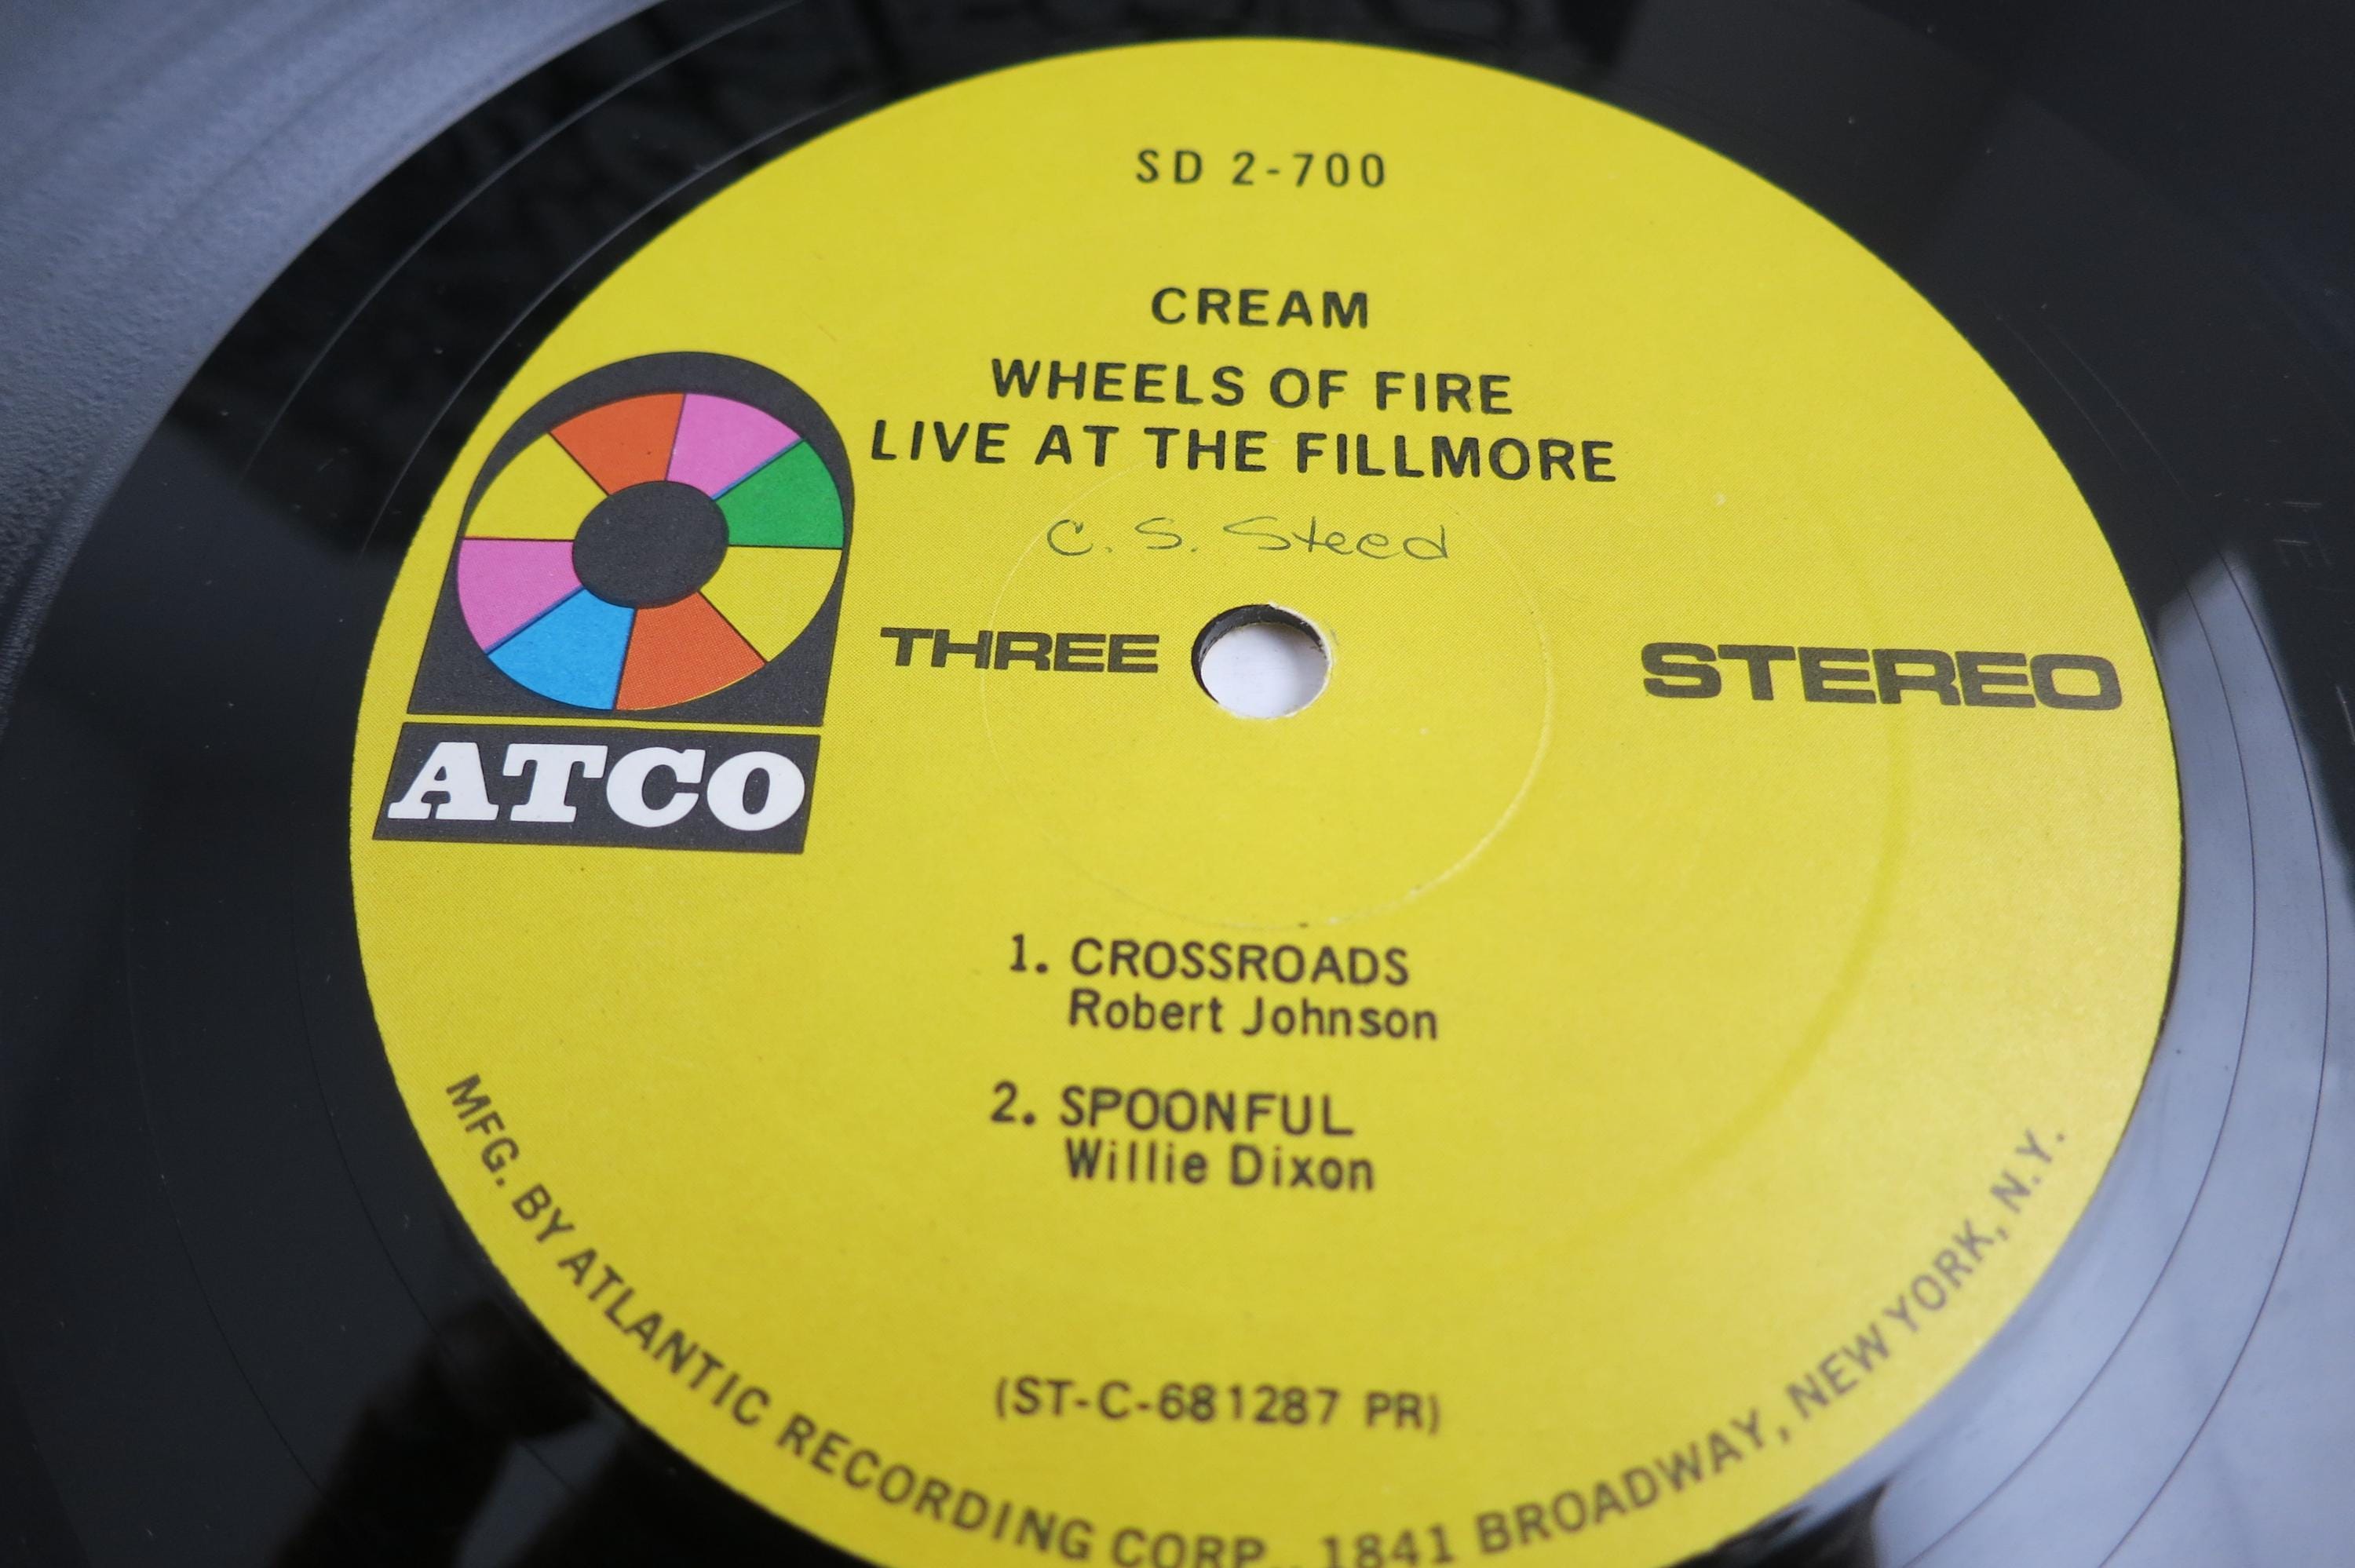 SD 2-700
CREAM
WHEELS OF FIRE
LIVE AT THE FILLMORE
C. S. Steed
THREE
STEREO
ATCO
1. CROSSROADS
Robert Johnson
2. SPOONFUL
Willie Dixon
(ST-C-681287 PR)
MFG. BY ATLANTIC RECORDING CORP., 1841 BROADWAY, NEW YORK, N.Y.